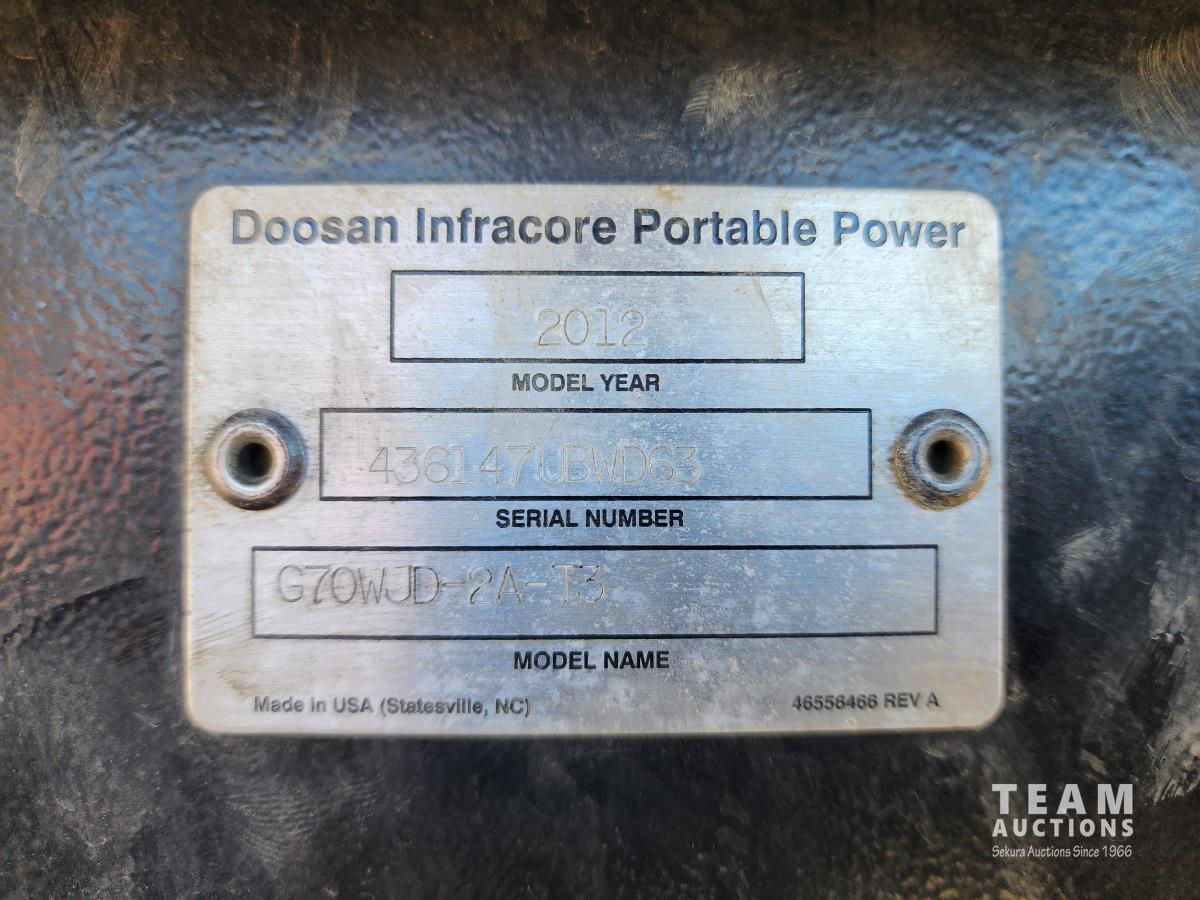 Doosan Infracore Portable Power
2012
MODEL YEAR
436147UBWD63
SERIAL NUMBER
G70WJD-2A-T3
MODEL NAME
Made in USA (Statesville, NC)
46556466 REV A
TEAM
AUCTIONS
Sekura Auctions Since 1966